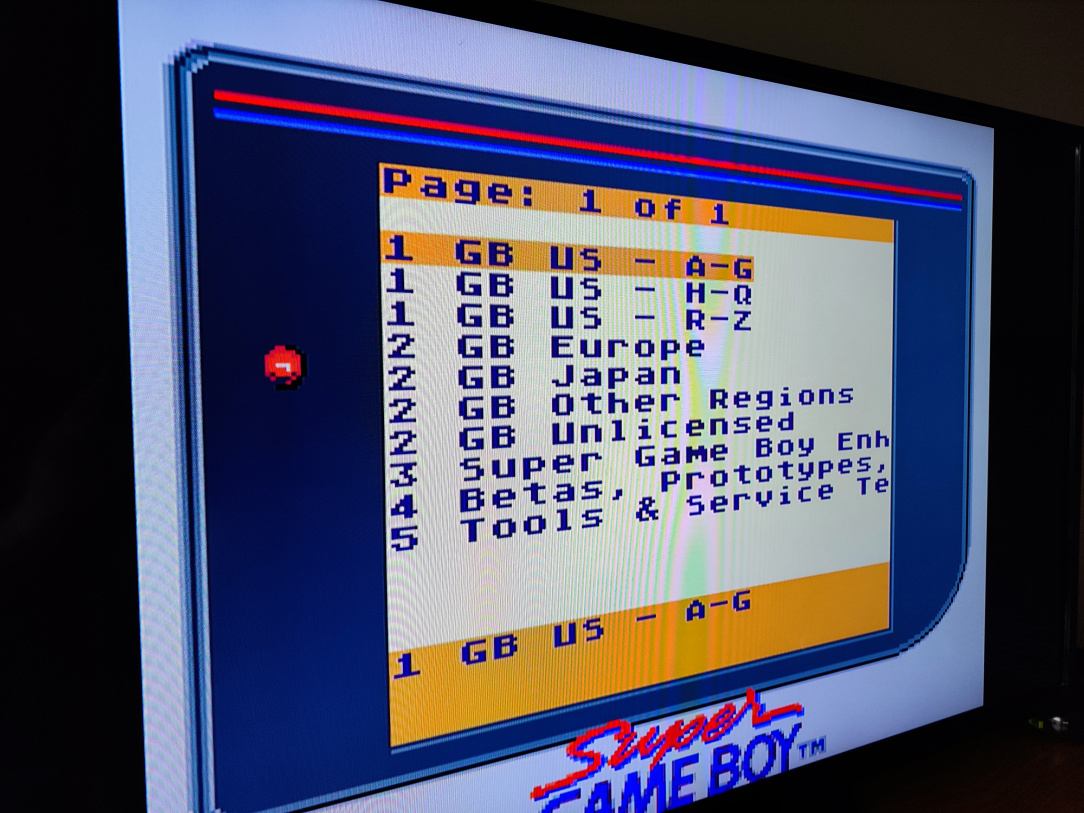 Page: 1 of 1
1 GB US - A-G
1 GB US - H-Q
1 GB US - R-Z
2 GB Europe
2 GB Japan
2 GB Other Regions
2 GB Unlicensed
3 Super Game Boy Enh
4 Betas, Prototypes,
5 Tools & Service Te
1 GB US - A-G
Super
GAME BOY™